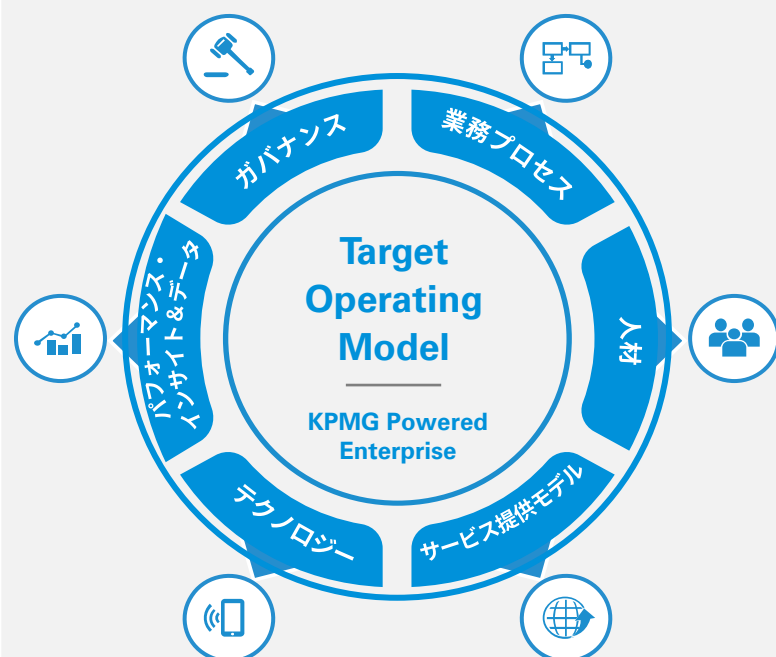 ガバナンス
業務プロセス
人材
サービス提供モデル
テクノロジー
パフォーマンス・
インサイト&データ
Target
Operating
Model
KPMG Powered
Enterprise